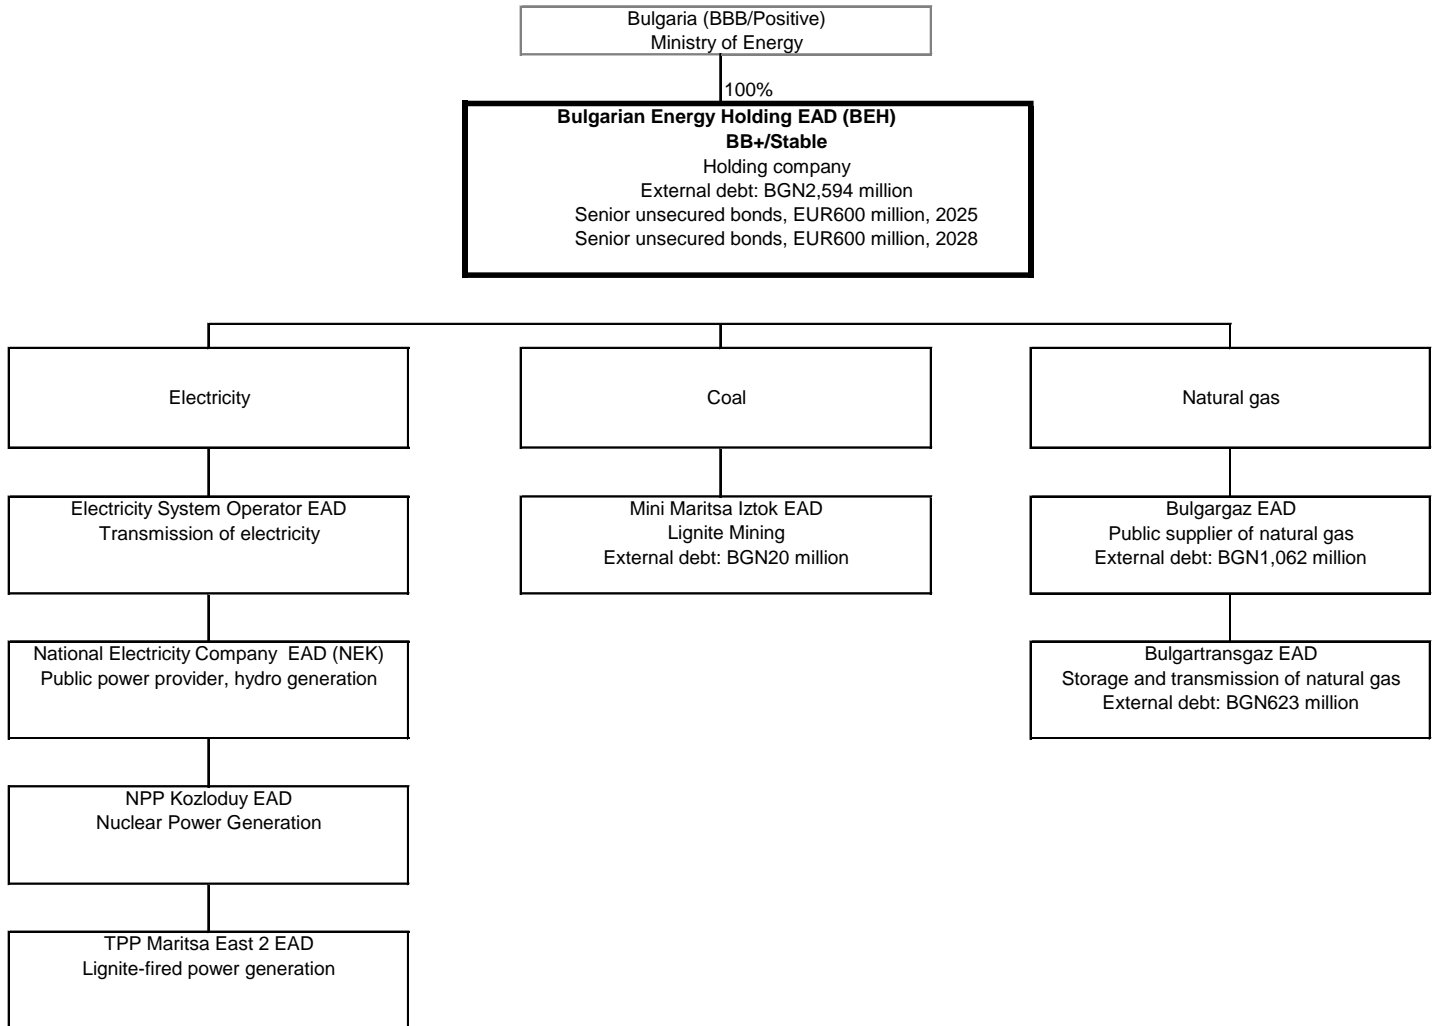 Bulgaria (BBB/Positive)
Ministry of Energy
100%
Bulgarian Energy Holding EAD (BEH)
BB+/Stable
Holding company
External debt: BGN2,594 million
Senior unsecured bonds, EUR600 million, 2025
Senior unsecured bonds, EUR600 million, 2028
Electricity
Coal
Natural gas
Electricity System Operator EAD
Transmission of electricity
Mini Maritsa Iztok EAD
Lignite Mining
External debt: BGN20 million
Bulgargaz EAD
Public supplier of natural gas
External debt: BGN1,062 million
National Electricity Company  EAD (NEK)
Public power provider, hydro generation
Bulgartransgaz EAD
Storage and transmission of natural gas
External debt: BGN623 million
NPP Kozloduy EAD
Nuclear Power Generation
TPP Maritsa East 2 EAD
Lignite-fired power generation